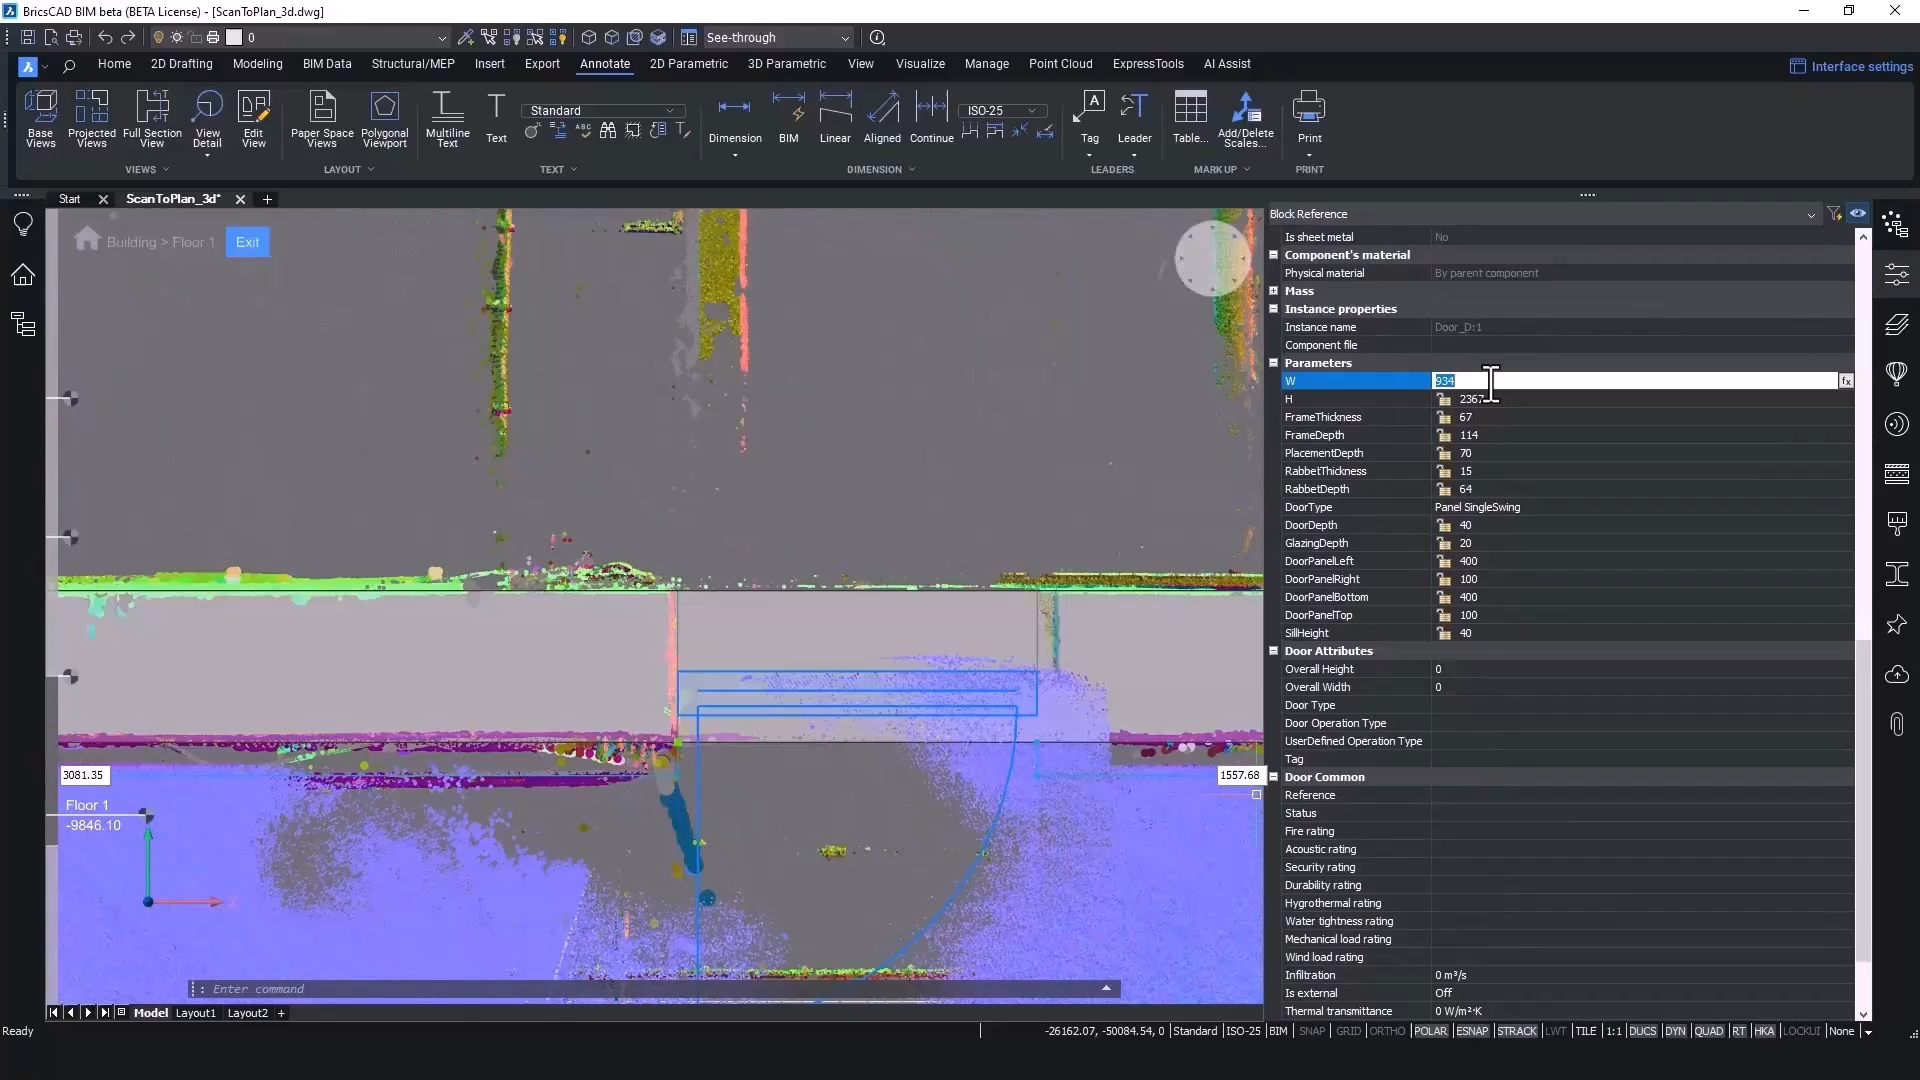 BricsCAD BIM beta (BETA License) - [ScanToPlan_3d.dwg]
0
See-through
Home 2D Drafting Modeling BIM Data Structural/MEP Insert Export Annotate 2D Parametric 3D Parametric View Visualize Manage Point Cloud ExpressTools AI Assist
Interface settings
Base Views
Projected Views
Full Section View
View Detail
Edit View
Paper Space Views
Polygonal Viewport
Multiline Text
Text
Standard
ABC
Dimension
BIM
Linear
Aligned
Continue
ISO-25
Tag
Leader
Table...
Add/Delete Scales...
Print
VIEWS LAYOUT TEXT DIMENSION LEADERS MARK UP PRINT
Start ScanToPlan_3d*
Building > Floor 1 Exit
3081.35
1557.68
Floor 1
-9846.10
: Enter command
Model Layout1 Layout2 +
Block Reference
Is sheet metal No
Component's material
Physical material By parent component
Mass
Instance properties
Instance name Door_D:1
Component file
Parameters
W 934 fx
H 2367
FrameThickness 67
FrameDepth 114
PlacementDepth 70
RabbetThickness 15
RabbetDepth 64
DoorType Panel SingleSwing
DoorDepth 40
GlazingDepth 20
DoorPanelLeft 400
DoorPanelRight 100
DoorPanelBottom 400
DoorPanelTop 100
SillHeight 40
Door Attributes
Overall Height 0
Overall Width 0
Door Type
Door Operation Type
UserDefined Operation Type
Tag
Door Common
Reference
Status
Fire rating
Acoustic rating
Security rating
Durability rating
Hygrothermal rating
Water tightness rating
Mechanical load rating
Wind load rating
Infiltration 0 m³/s
Is external Off
Thermal transmittance 0 W/m²·K
Ready
-26162.07, -50084.54, 0 Standard ISO-25 BIM SNAP GRID ORTHO POLAR ESNAP STRACK LWT TILE 1:1 DUCS DYN QUAD RT HKA LOCKUI None